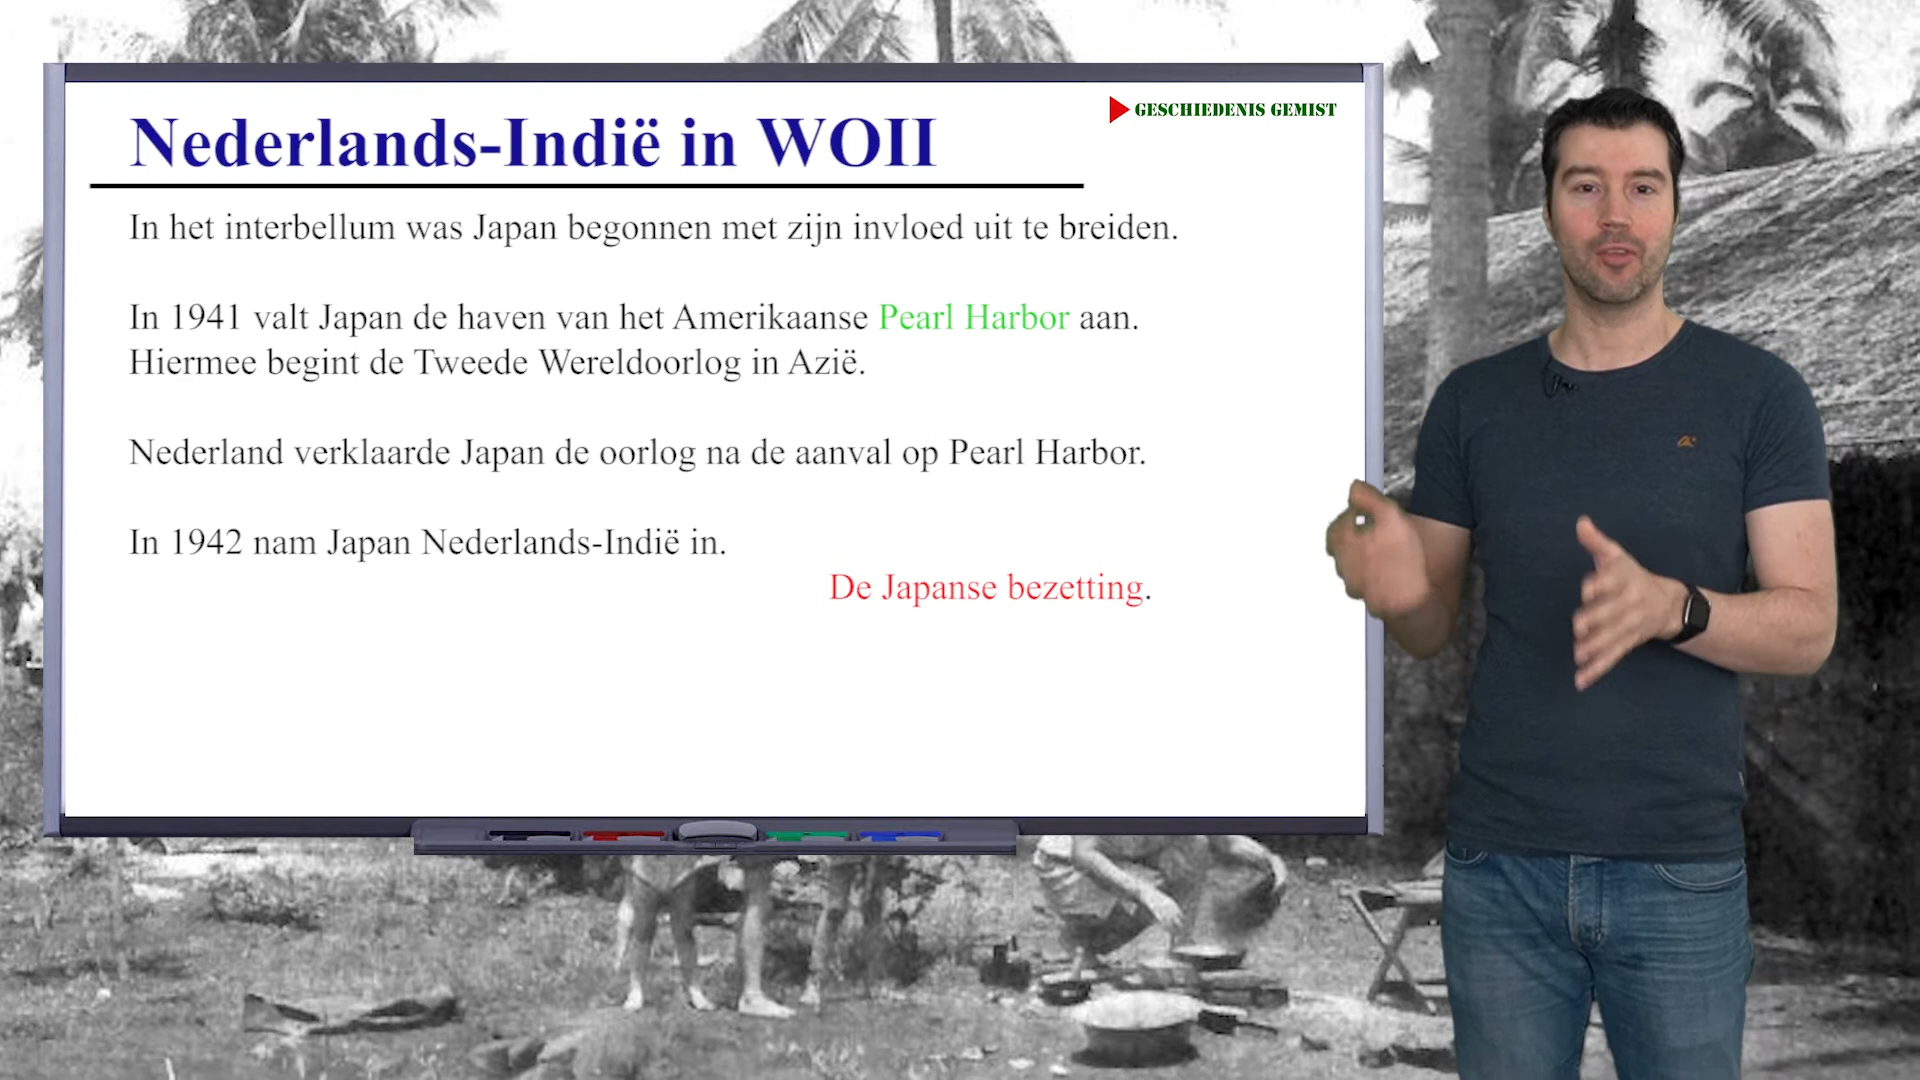 Nederlands-Indië in WOII
GESCHIEDENIS GEMIST
In het interbellum was Japan begonnen met zijn invloed uit te breiden.
In 1941 valt Japan de haven van het Amerikaanse Pearl Harbor aan.
Hiermee begint de Tweede Wereldoorlog in Azië.
Nederland verklaarde Japan de oorlog na de aanval op Pearl Harbor.
In 1942 nam Japan Nederlands-Indië in.
De Japanse bezetting.